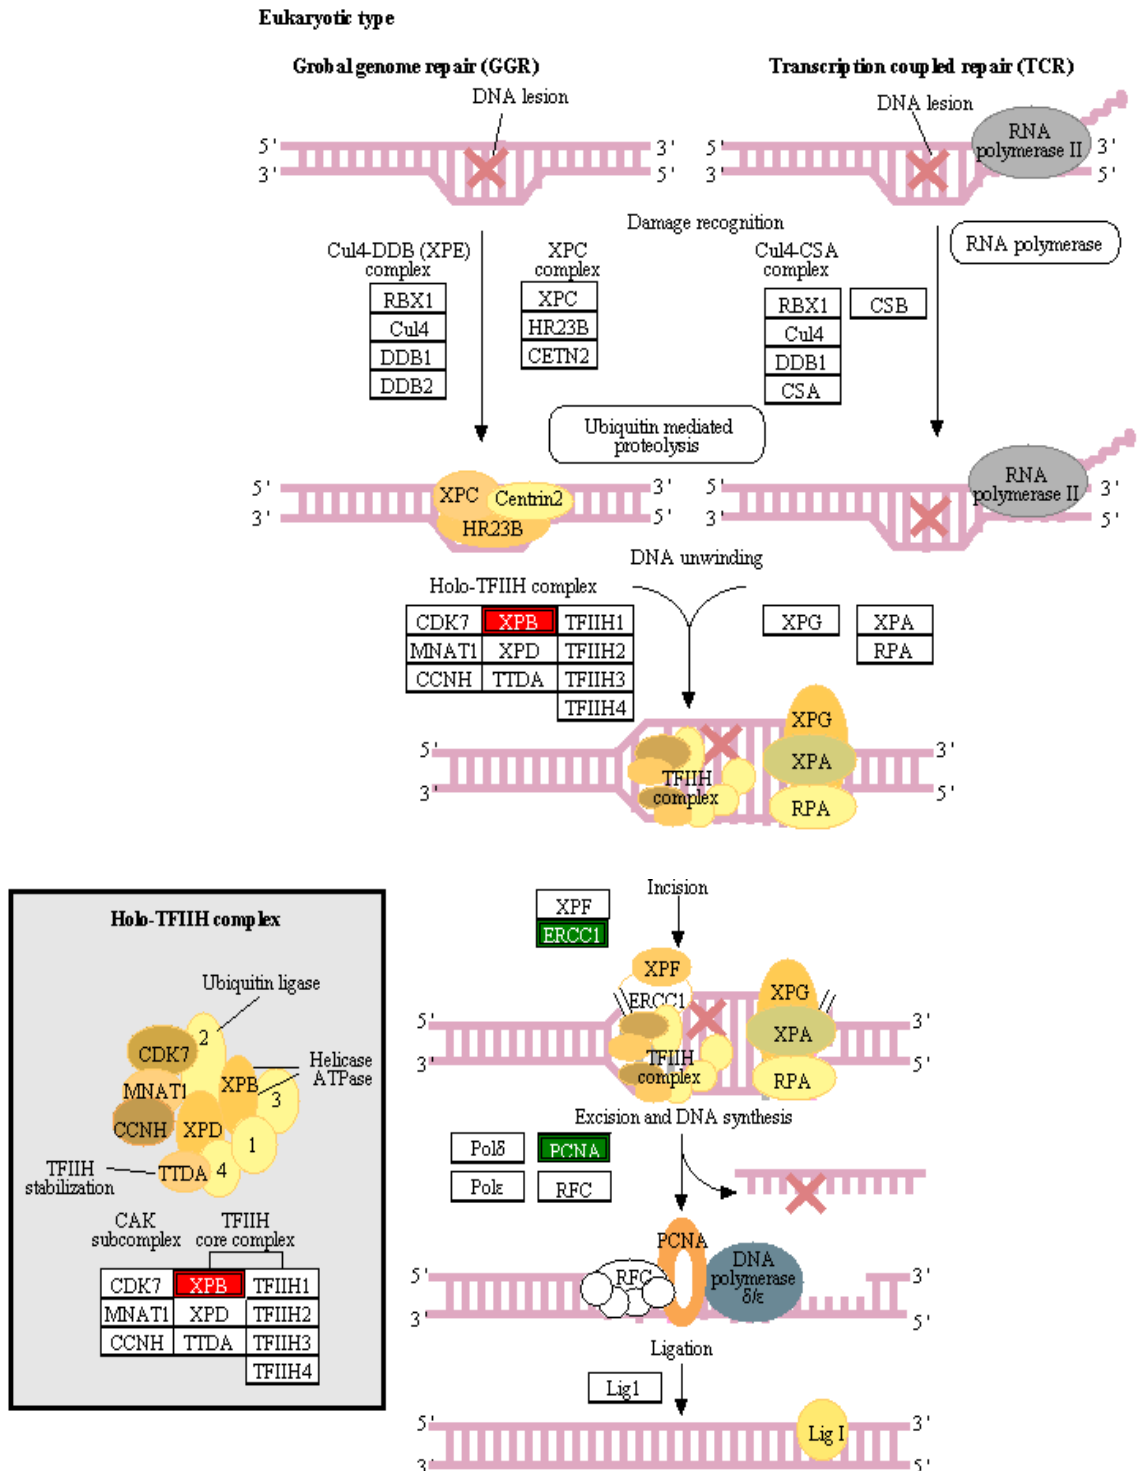 Eukaryotic type
Grobal genome repair (GGR)
Transcription coupled repair (TCR)
DNA lesion
DNA lesion
RNA
polymerase II
5'
3'
3'
5'
5'
3'
3'
5'
Damage recognition
RNA polymerase
Cul4-DDB (XPE)
complex
RBX1
Cul4
DDB1
DDB2
XPC
complex
XPC
HR23B
CETN2
Cul4-CSA
complex
RBX1
Cul4
DDB1
CSA
CSB
Ubiquitin mediated
proteolysis
5'
3'
XPC
Centrin2
HR23B
3'
5'
5'
3'
RNA
polymerase II
3'
5'
DNA unwinding
Holo-TFIIH complex
CDK7 XPB TFIIH1
MNAT1 XPD TFIIH2
CCNH TTDA TFIIH3
TFIIH4
XPG
XPA
RPA
5'
3'
TFIIH
complex
XPG
XPA
RPA
3'
5'
Incision
XPF
ERCC1
XPF
ERCC1
TFIIH
complex
XPG
XPA
RPA
5'
3'
3'
5'
Excision and DNA synthesis
Polδ PCNA
Polε RFC
PCNA
RFC
DNA
polymerase
δ/ε
5'
3'
3'
5'
Ligation
Lig1
5'
3'
Lig I
3'
5'
Holo-TFIIH complex
Ubiquitin ligase
2
CDK7
MNAT1
CCNH
XPB
XPD
Helicase
ATPase
3
1
4
TTDA
TFIIH
stabilization
CAK
subcomplex
TFIIH
core complex
CDK7 XPB TFIIH1
MNAT1 XPD TFIIH2
CCNH TTDA TFIIH3
TFIIH4